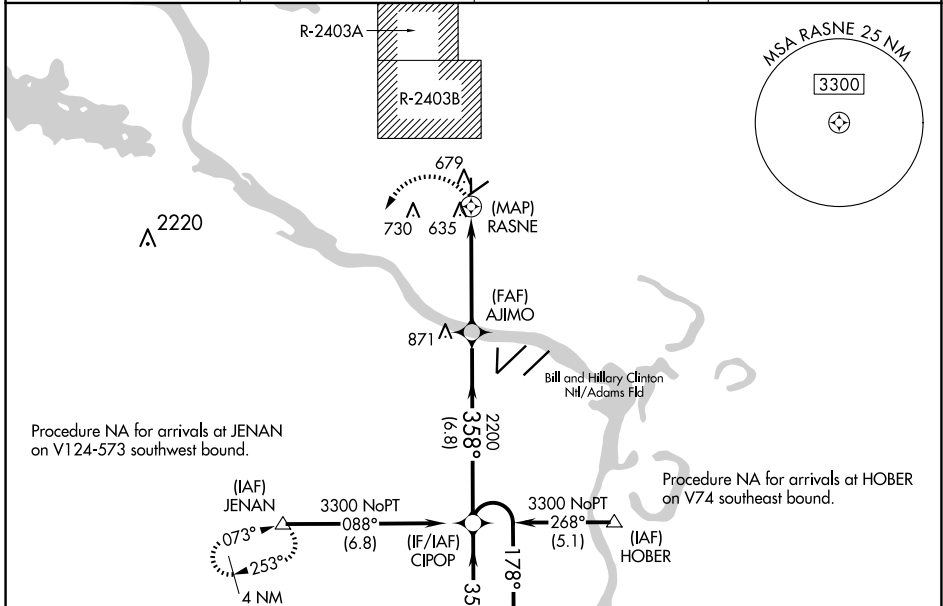 R-2403A
R-2403B
MSA RASNE 25 NM
3300
679
730
635
(MAP)
RASNE
2220
(FAF)
AJIMO
871
Bill and Hillary Clinton
Ntl/Adams Fld
358°
2200
(6.8)
Procedure NA for arrivals at JENAN
on V124-573 southwest bound.
Procedure NA for arrivals at HOBER
on V74 southeast bound.
(IAF)
JENAN
3300 NoPT
088°
(6.8)
(IF/IAF)
CIPOP
3300 NoPT
268°
(5.1)
(IAF)
HOBER
073°
253°
4 NM
35
178°